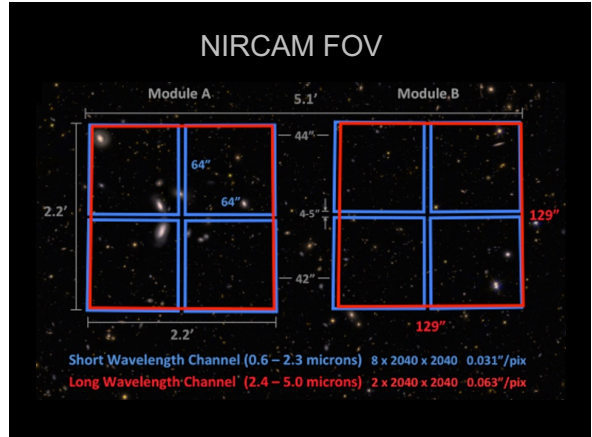 NIRCAM FOV
Module A
Module B
5.1’
44”
64”
64”
2.2’
4-5”
129”
42”
2.2’
129”
Short Wavelength Channel (0.6 – 2.3 microns) 8 x 2040 x 2040 0.031”/pix
Long Wavelength Channel (2.4 – 5.0 microns) 2 x 2040 x 2040 0.063”/pix